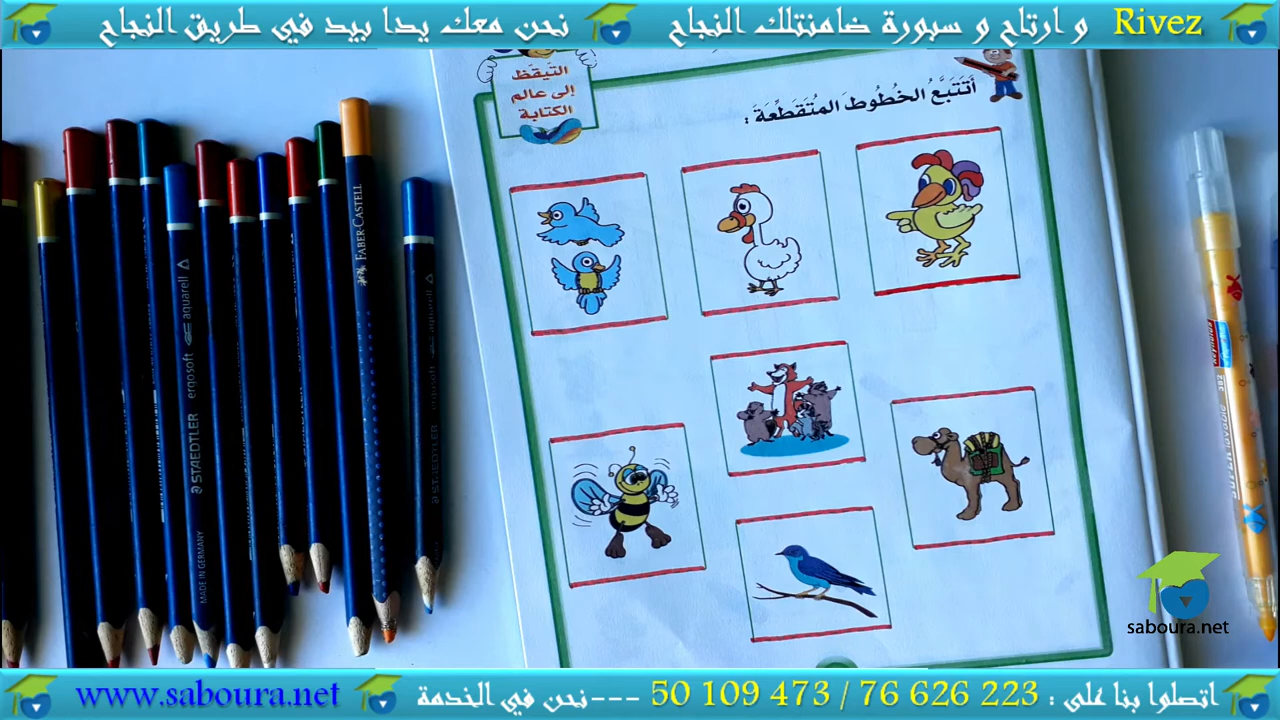 Rivez و ارتاح و سبورة ضامنتلك النجاح نحن معك يدا بيد في طريق النجاح
التَّيَقُّظ
إلى عالم
الكتابة
أَتَتَبَّعُ الخُطُوطَ المُتَقَطِّعَةَ :
FABER-CASTELL
aquarell
ergosoft
STAEDTLER
MADE IN GERMANY
saboura.net
اتصلوا بنا على : 50 109 473 / 76 626 223 ---نحن في الخدمة www.saboura.net